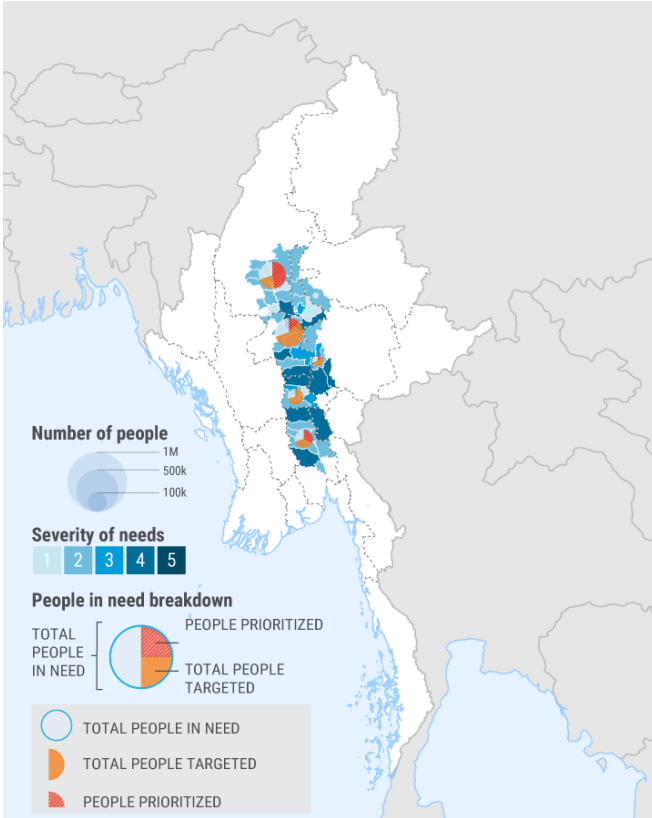 Number of people
1M
500k
100k
Severity of needs
1 2 3 4 5
People in need breakdown
TOTAL
PEOPLE
IN NEED
PEOPLE PRIORITIZED
TOTAL PEOPLE
TARGETED
TOTAL PEOPLE IN NEED
TOTAL PEOPLE TARGETED
PEOPLE PRIORITIZED